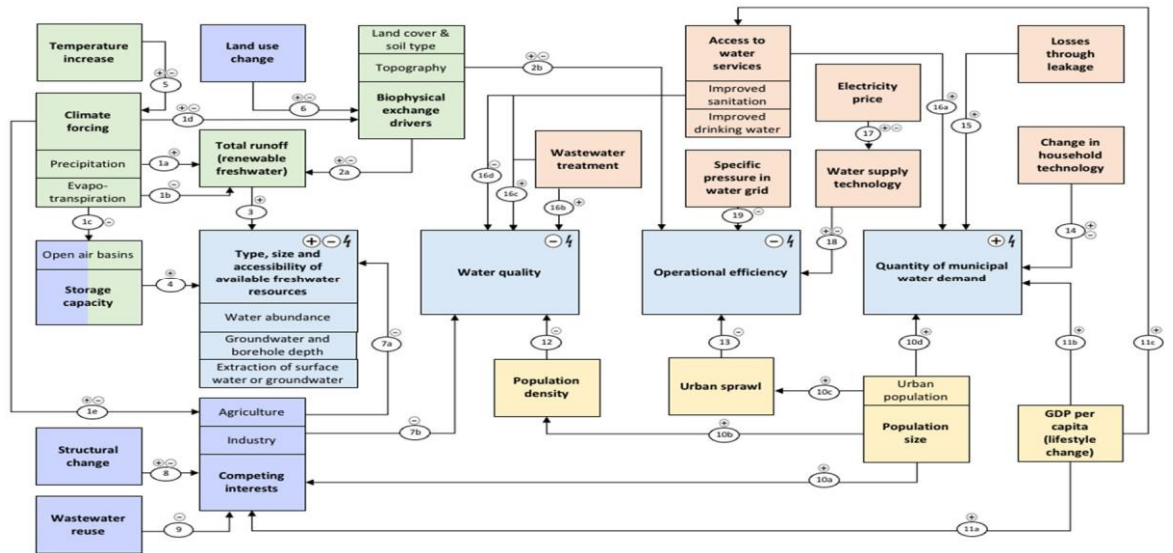 Temperature
increase
Land use
change
Land cover &
soil type
Topography
Biophysical
exchange
drivers
Access to
water
services
Improved
sanitation
Improved
drinking water
Losses
through
leakage
Electricity
price
Climate
forcing
Precipitation
Evapo-
transpiration
Total runoff
(renewable
freshwater)
Wastewater
treatment
Specific
pressure in
water grid
Water supply
technology
Change in
household
technology
5
6
1d
1a
1b
1c
2a
2b
3
16d
16c
16b
16a
15
17
19
18
14
Open air basins
Storage
capacity
4
Type, size and
accessibility of
available freshwater
resources
Water abundance
Groundwater and
borehole depth
Extraction of surface
water or groundwater
Water quality
Operational efficiency
Quantity of municipal
water demand
7a
12
13
10d
11b
11c
1e
Agriculture
Industry
Competing
interests
7b
Population
density
Urban sprawl
10c
Urban
population
Population
size
GDP per
capita
(lifestyle
change)
10b
Structural
change
8
10a
Wastewater
reuse
9
11a